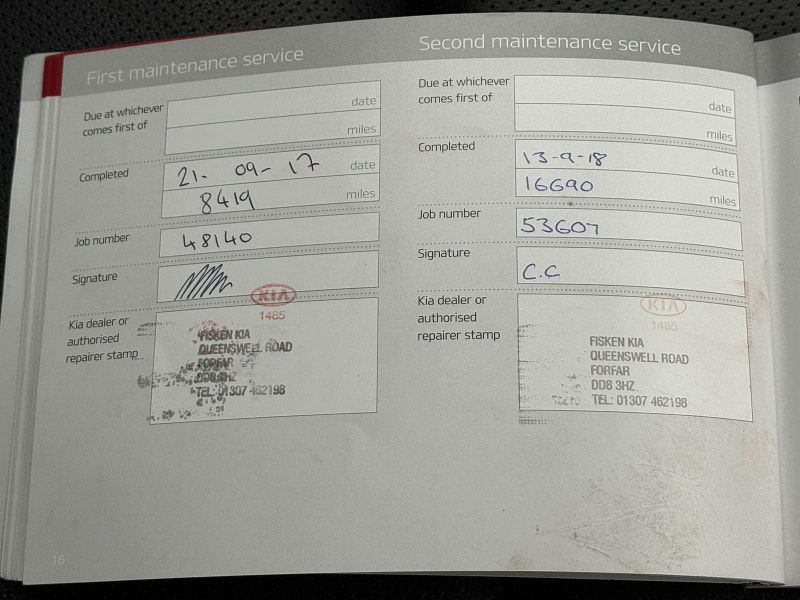 First maintenance service
Due at whichever
comes first of
date
miles
Completed
21. 09-17
date
8419
miles
Job number
48140
Signature
KIA
1485
Kia dealer or
authorised
repairer stamp
FISKEN KIA
QUEENSWELL ROAD
FORFAR
DD8 3HZ
TEL: 01307 462198
Second maintenance service
Due at whichever
comes first of
date
miles
Completed
13-9-18
date
16690
miles
Job number
53607
Signature
C.C
KIA
1485
Kia dealer or
authorised
repairer stamp
FISKEN KIA
QUEENSWELL ROAD
FORFAR
DD8 3HZ
TEL: 01307 462198
16